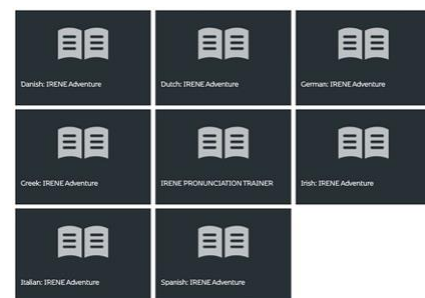 Danish: IRENE Adventure
Dutch: IRENE Adventure
German: IRENE Adventure
Greek: IRENE Adventure
IRENE PRONUNCIATION TRAINER
Irish: IRENE Adventure
Italian: IRENE Adventure
Spanish: IRENE Adventure